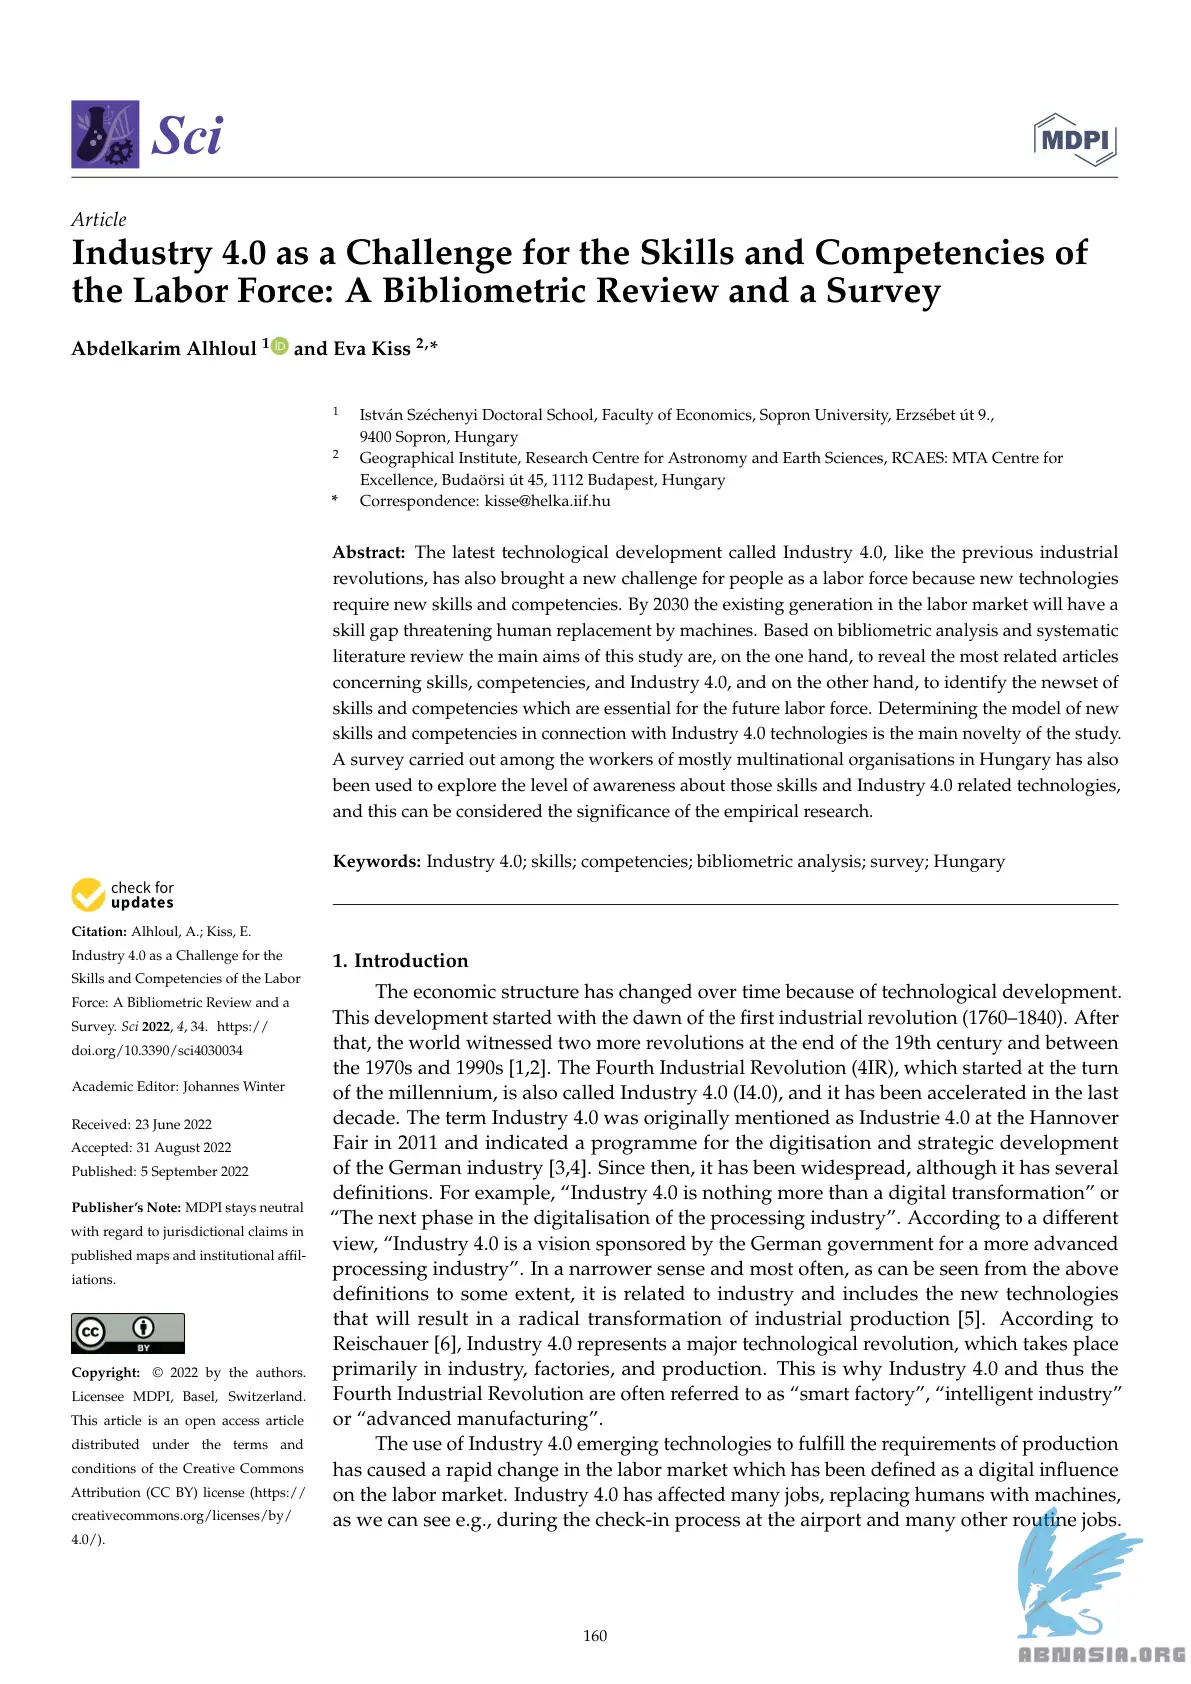 Sci
MDPI
Article
Industry 4.0 as a Challenge for the Skills and Competencies of
the Labor Force: A Bibliometric Review and a Survey
Abdelkarim Alhloul 1 iD and Eva Kiss 2,*
1 István Széchenyi Doctoral School, Faculty of Economics, Sopron University, Erzsébet út 9.,
9400 Sopron, Hungary
2 Geographical Institute, Research Centre for Astronomy and Earth Sciences, RCAES: MTA Centre for
Excellence, Budaörsi út 45, 1112 Budapest, Hungary
* Correspondence: kisse@helka.iif.hu
Abstract: The latest technological development called Industry 4.0, like the previous industrial
revolutions, has also brought a new challenge for people as a labor force because new technologies
require new skills and competencies. By 2030 the existing generation in the labor market will have a
skill gap threatening human replacement by machines. Based on bibliometric analysis and systematic
literature review the main aims of this study are, on the one hand, to reveal the most related articles
concerning skills, competencies, and Industry 4.0, and on the other hand, to identify the newset of
skills and competencies which are essential for the future labor force. Determining the model of new
skills and competencies in connection with Industry 4.0 technologies is the main novelty of the study.
A survey carried out among the workers of mostly multinational organisations in Hungary has also
been used to explore the level of awareness about those skills and Industry 4.0 related technologies,
and this can be considered the significance of the empirical research.
Keywords: Industry 4.0; skills; competencies; bibliometric analysis; survey; Hungary
check for
updates
Citation: Alhloul, A.; Kiss, E.
Industry 4.0 as a Challenge for the
Skills and Competencies of the Labor
Force: A Bibliometric Review and a
Survey. Sci 2022, 4, 34. https://
doi.org/10.3390/sci4030034
Academic Editor: Johannes Winter
Received: 23 June 2022
Accepted: 31 August 2022
Published: 5 September 2022
Publisher's Note: MDPI stays neutral
with regard to jurisdictional claims in
published maps and institutional affil-
iations.
cc BY
Copyright: © 2022 by the authors.
Licensee MDPI, Basel, Switzerland.
This article is an open access article
distributed under the terms and
conditions of the Creative Commons
Attribution (CC BY) license (https://
creativecommons.org/licenses/by/
4.0/).
1. Introduction
The economic structure has changed over time because of technological development.
This development started with the dawn of the first industrial revolution (1760–1840). After
that, the world witnessed two more revolutions at the end of the 19th century and between
the 1970s and 1990s [1,2]. The Fourth Industrial Revolution (4IR), which started at the turn
of the millennium, is also called Industry 4.0 (I4.0), and it has been accelerated in the last
decade. The term Industry 4.0 was originally mentioned as Industrie 4.0 at the Hannover
Fair in 2011 and indicated a programme for the digitisation and strategic development
of the German industry [3,4]. Since then, it has been widespread, although it has several
definitions. For example, “Industry 4.0 is nothing more than a digital transformation” or
“The next phase in the digitalisation of the processing industry”. According to a different
view, “Industry 4.0 is a vision sponsored by the German government for a more advanced
processing industry”. In a narrower sense and most often, as can be seen from the above
definitions to some extent, it is related to industry and includes the new technologies
that will result in a radical transformation of industrial production [5]. According to
Reischauer [6], Industry 4.0 represents a major technological revolution, which takes place
primarily in industry, factories, and production. This is why Industry 4.0 and thus the
Fourth Industrial Revolution are often referred to as “smart factory”, “intelligent industry”
or “advanced manufacturing”.
The use of Industry 4.0 emerging technologies to fulfill the requirements of production
has caused a rapid change in the labor market which has been defined as a digital influence
on the labor market. Industry 4.0 has affected many jobs, replacing humans with machines,
as we can see e.g., during the check-in process at the airport and many other routine jobs.
160
ABNASIA.ORG